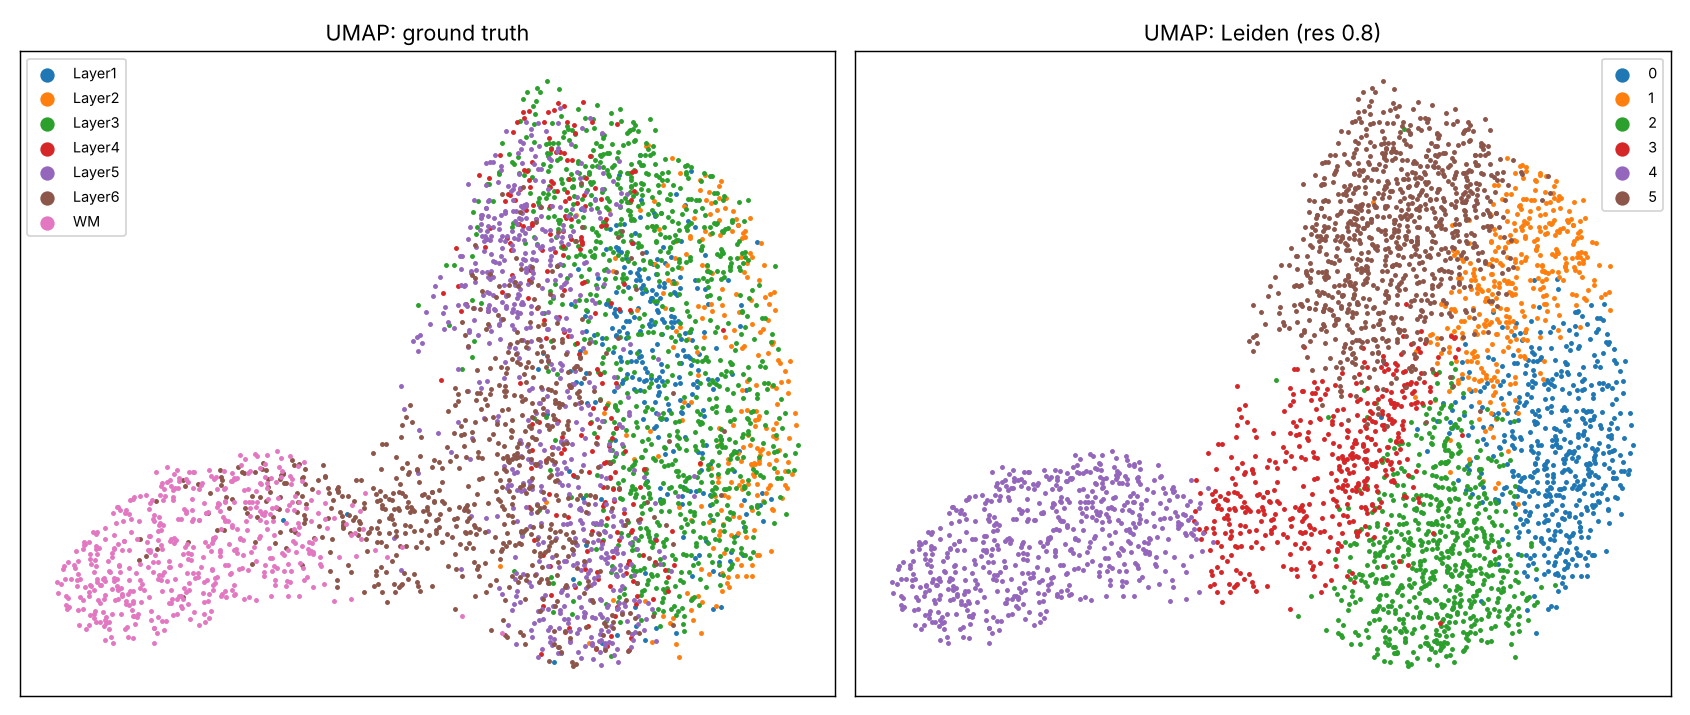 UMAP: ground truth
Layer1
Layer2
Layer3
Layer4
Layer5
Layer6
WM
UMAP: Leiden (res 0.8)
0
1
2
3
4
5